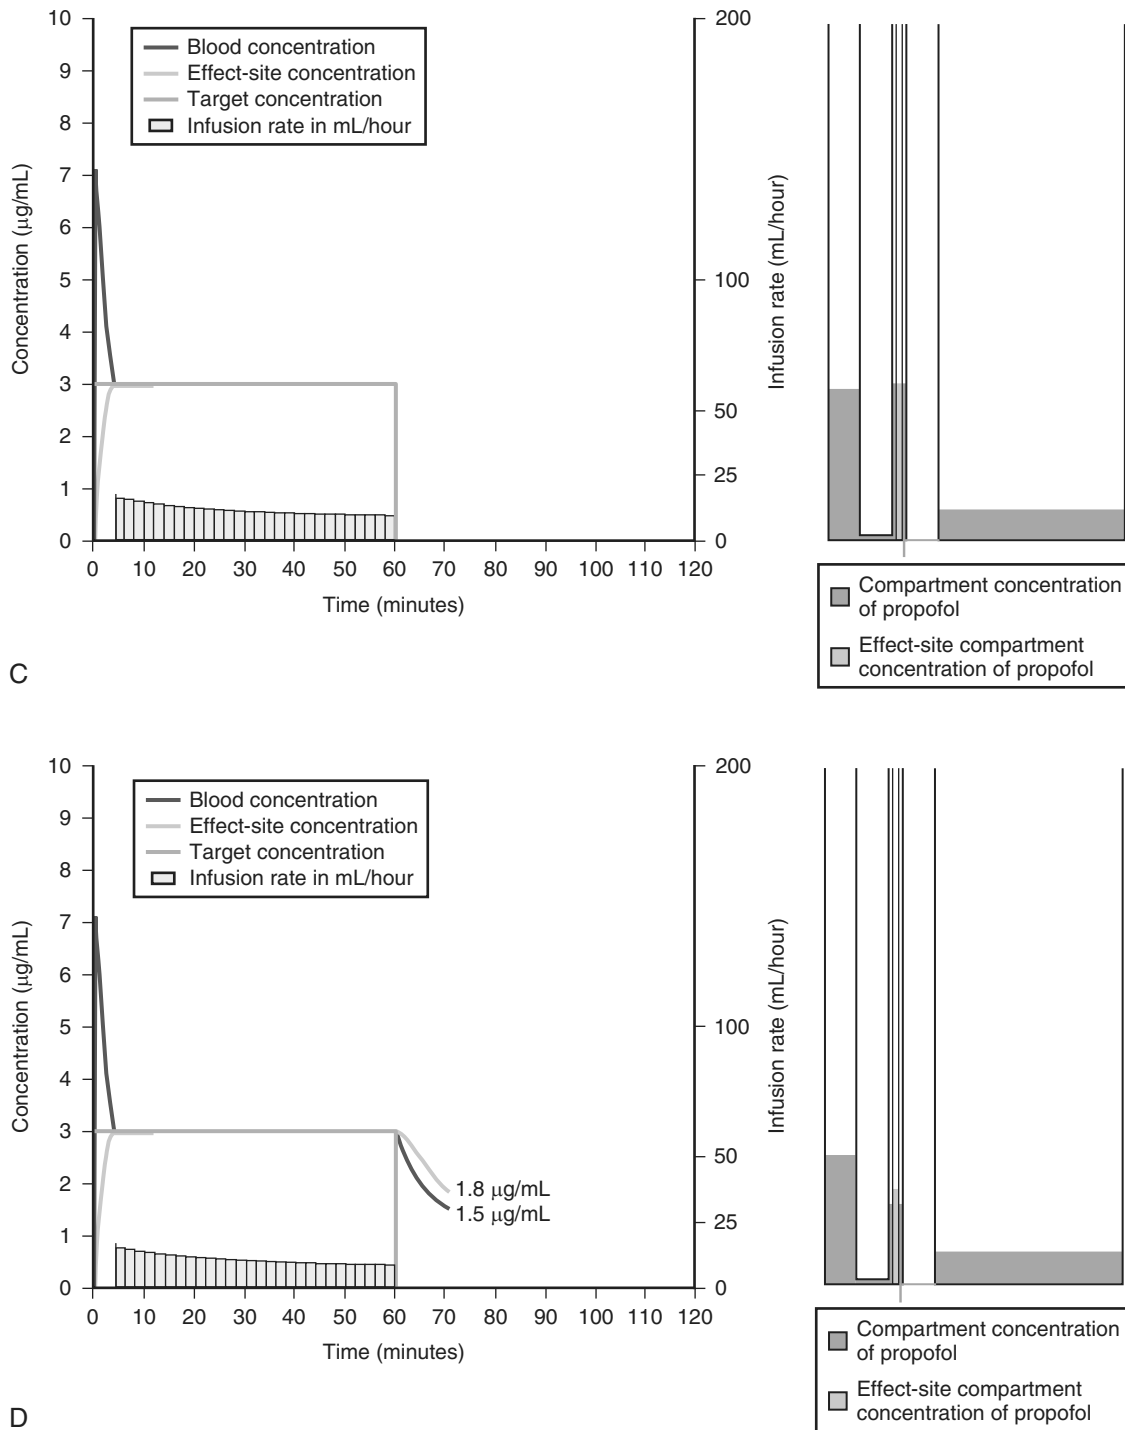 10
9
8
7
6
5
4
3
2
1
0
Concentration (μg/mL)
Blood concentration
Effect-site concentration
Target concentration
Infusion rate in mL/hour
200
100
50
25
0
Infusion rate (mL/hour)
0 10 20 30 40 50 60 70 80 90 100 110 120
Time (minutes)
Compartment concentration
of propofol
Effect-site compartment
concentration of propofol
C
10
9
8
7
6
5
4
3
2
1
0
Concentration (μg/mL)
Blood concentration
Effect-site concentration
Target concentration
Infusion rate in mL/hour
1.8 μg/mL
1.5 μg/mL
200
100
50
25
0
Infusion rate (mL/hour)
0 10 20 30 40 50 60 70 80 90 100 110 120
Time (minutes)
Compartment concentration
of propofol
Effect-site compartment
concentration of propofol
D